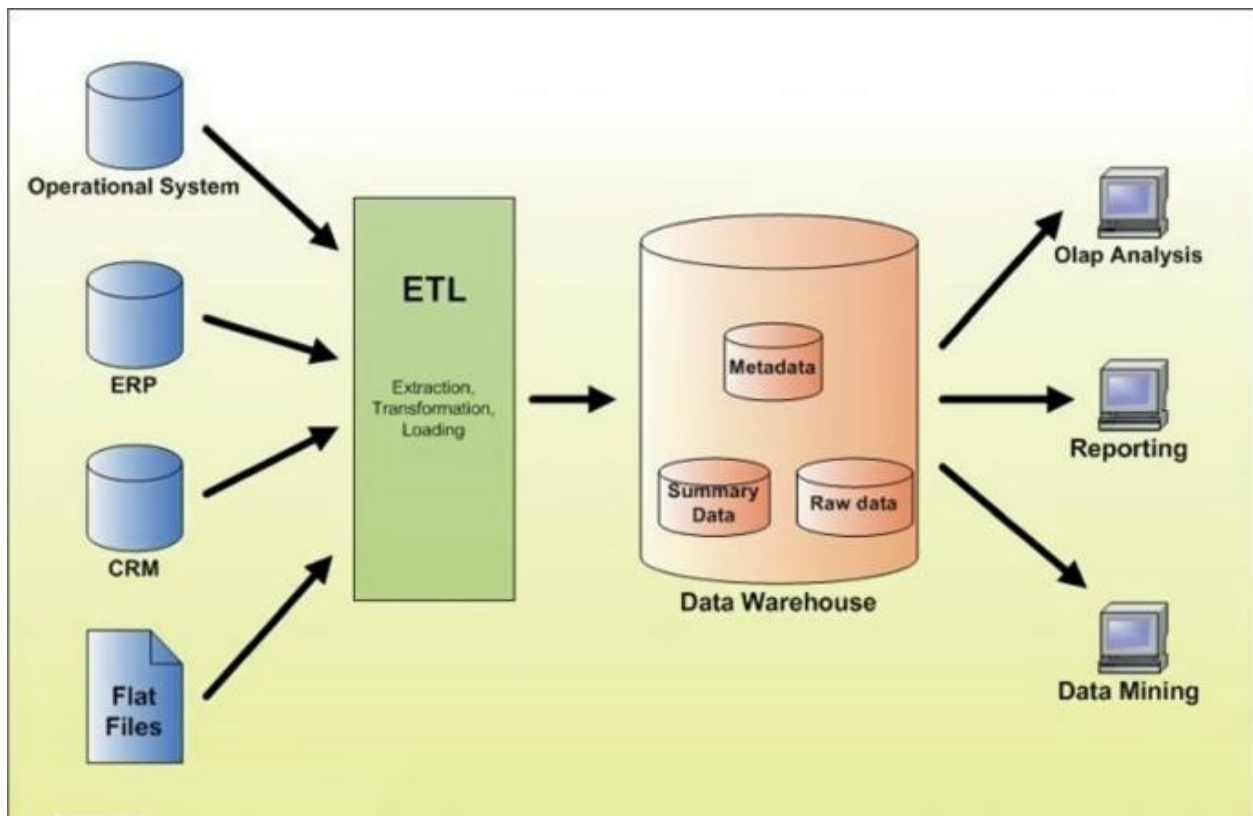 Operational System
ERP
CRM
Flat
Files
ETL
Extraction,
Transformation,
Loading
Metadata
Summary
Data
Raw data
Data Warehouse
Olap Analysis
Reporting
Data Mining